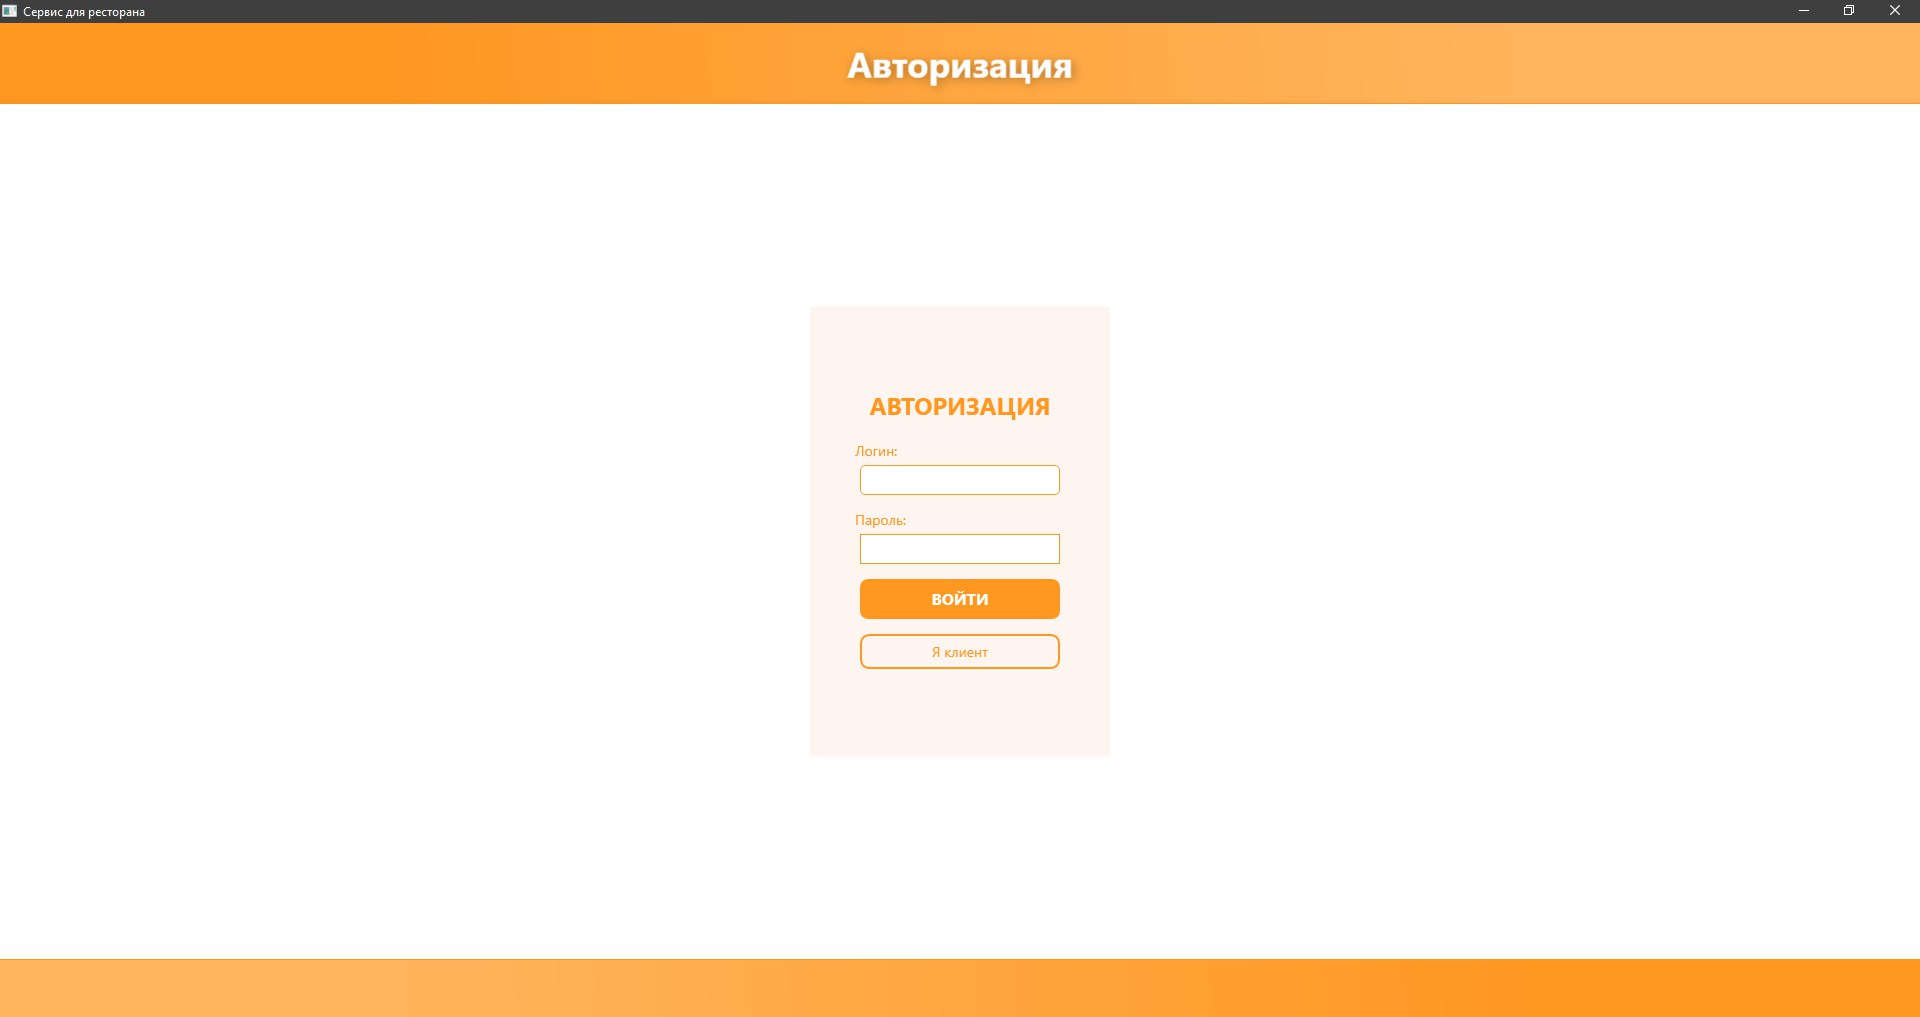 Сервис для ресторана
Авторизация
АВТОРИЗАЦИЯ
Логин:
Пароль:
ВОЙТИ
Я клиент